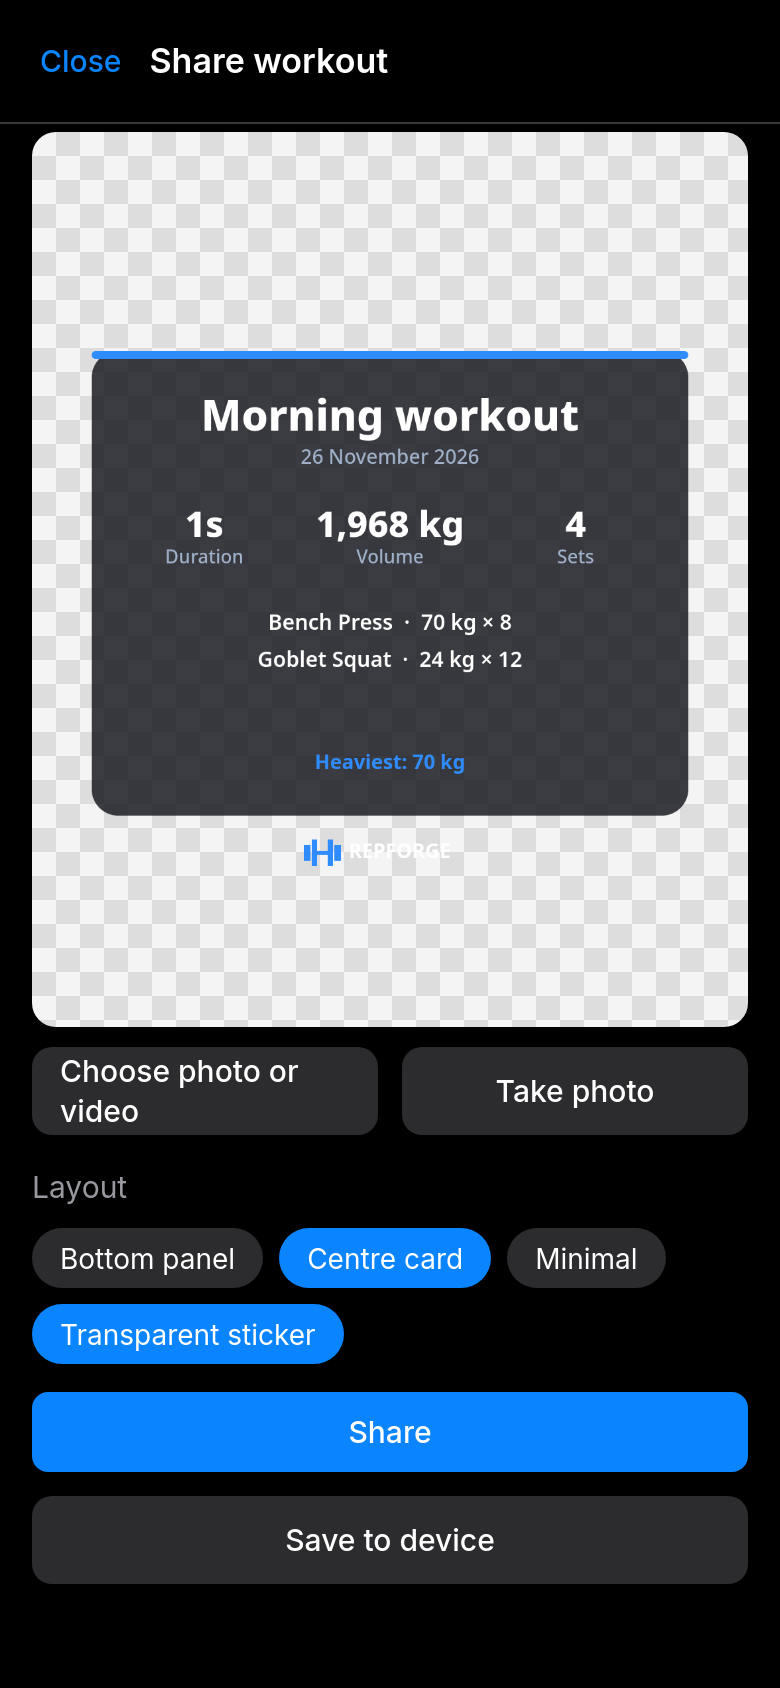 Close Share workout
Morning workout
26 November 2026
1s 1,968 kg 4
Duration Volume Sets
Bench Press · 70 kg × 8
Goblet Squat · 24 kg × 12
Heaviest: 70 kg
REPFORGE
Choose photo or
video
Take photo
Layout
Bottom panel Centre card Minimal
Transparent sticker
Share
Save to device